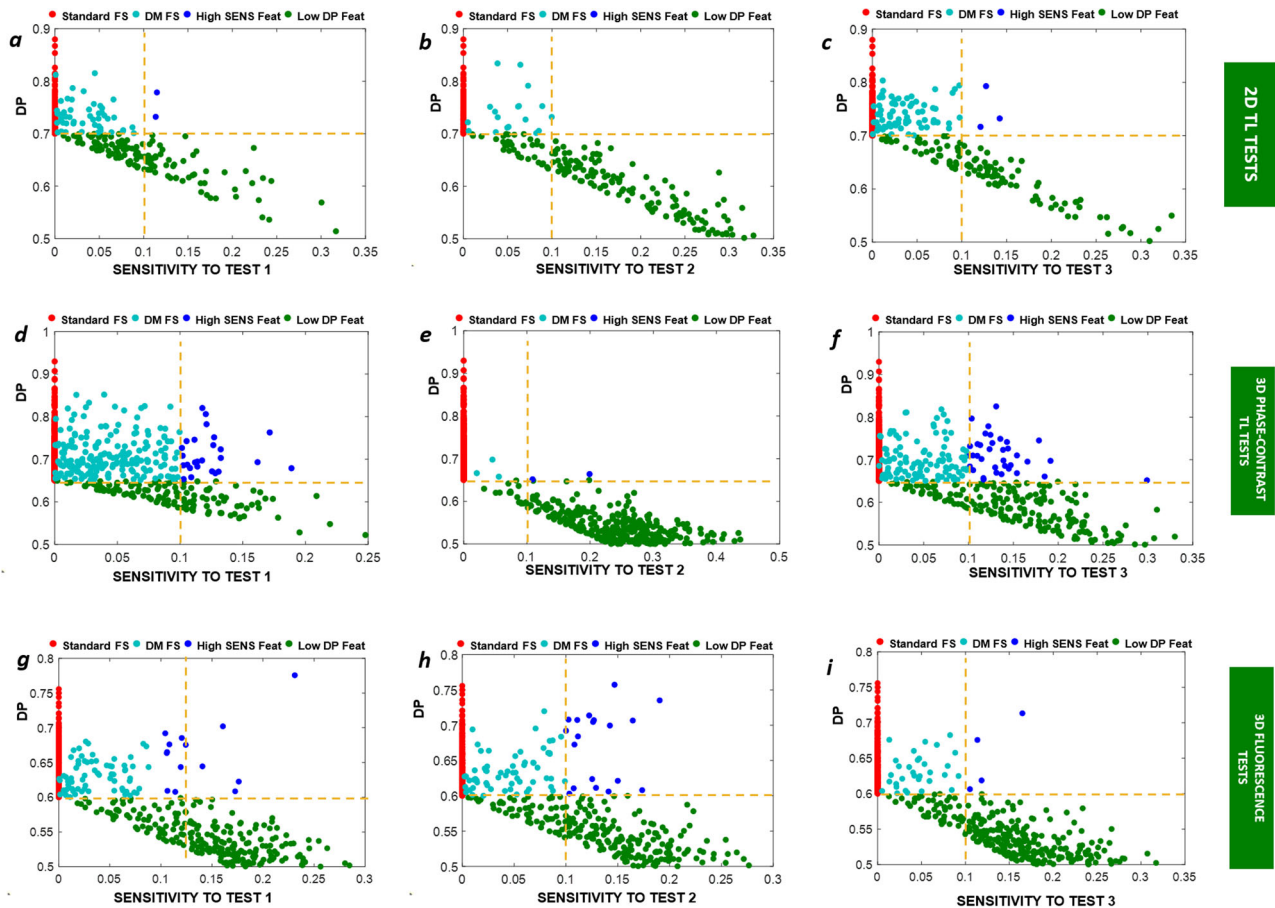 Standard FS DM FS High SENS Feat Low DP Feat
a
DP
0.9
0.8
0.7
0.6
0.5
0 0.05 0.1 0.15 0.2 0.25 0.3 0.35
SENSITIVITY TO TEST 1
Standard FS DM FS High SENS Feat Low DP Feat
b
DP
0.9
0.8
0.7
0.6
0.5
0 0.05 0.1 0.15 0.2 0.25 0.3 0.35
SENSITIVITY TO TEST 2
Standard FS DM FS High SENS Feat Low DP Feat
c
DP
0.9
0.8
0.7
0.6
0.5
0 0.05 0.1 0.15 0.2 0.25 0.3 0.35
SENSITIVITY TO TEST 3
2D TL TESTS
Standard FS DM FS High SENS Feat Low DP Feat
d
DP
1
0.9
0.8
0.7
0.6
0.5
0 0.05 0.1 0.15 0.2 0.25
SENSITIVITY TO TEST 1
Standard FS DM FS High SENS Feat Low DP Feat
e
DP
1
0.9
0.8
0.7
0.6
0.5
0 0.1 0.2 0.3 0.4 0.5
SENSITIVITY TO TEST 2
Standard FS DM FS High SENS Feat Low DP Feat
f
DP
1
0.9
0.8
0.7
0.6
0.5
0 0.05 0.1 0.15 0.2 0.25 0.3 0.35
SENSITIVITY TO TEST 3
3D PHASE-CONTRAST
TL TESTS
Standard FS DM FS High SENS Feat Low DP Feat
g
DP
0.8
0.75
0.7
0.65
0.6
0.55
0.5
0 0.05 0.1 0.15 0.2 0.25 0.3
SENSITIVITY TO TEST 1
Standard FS DM FS High SENS Feat Low DP Feat
h
DP
0.8
0.75
0.7
0.65
0.6
0.55
0.5
0 0.05 0.1 0.15 0.2 0.25 0.3
SENSITIVITY TO TEST 2
Standard FS DM FS High SENS Feat Low DP Feat
i
DP
0.8
0.75
0.7
0.65
0.6
0.55
0.5
0 0.05 0.1 0.15 0.2 0.25 0.3 0.35
SENSITIVITY TO TEST 3
3D FLUORESCENCE
TESTS